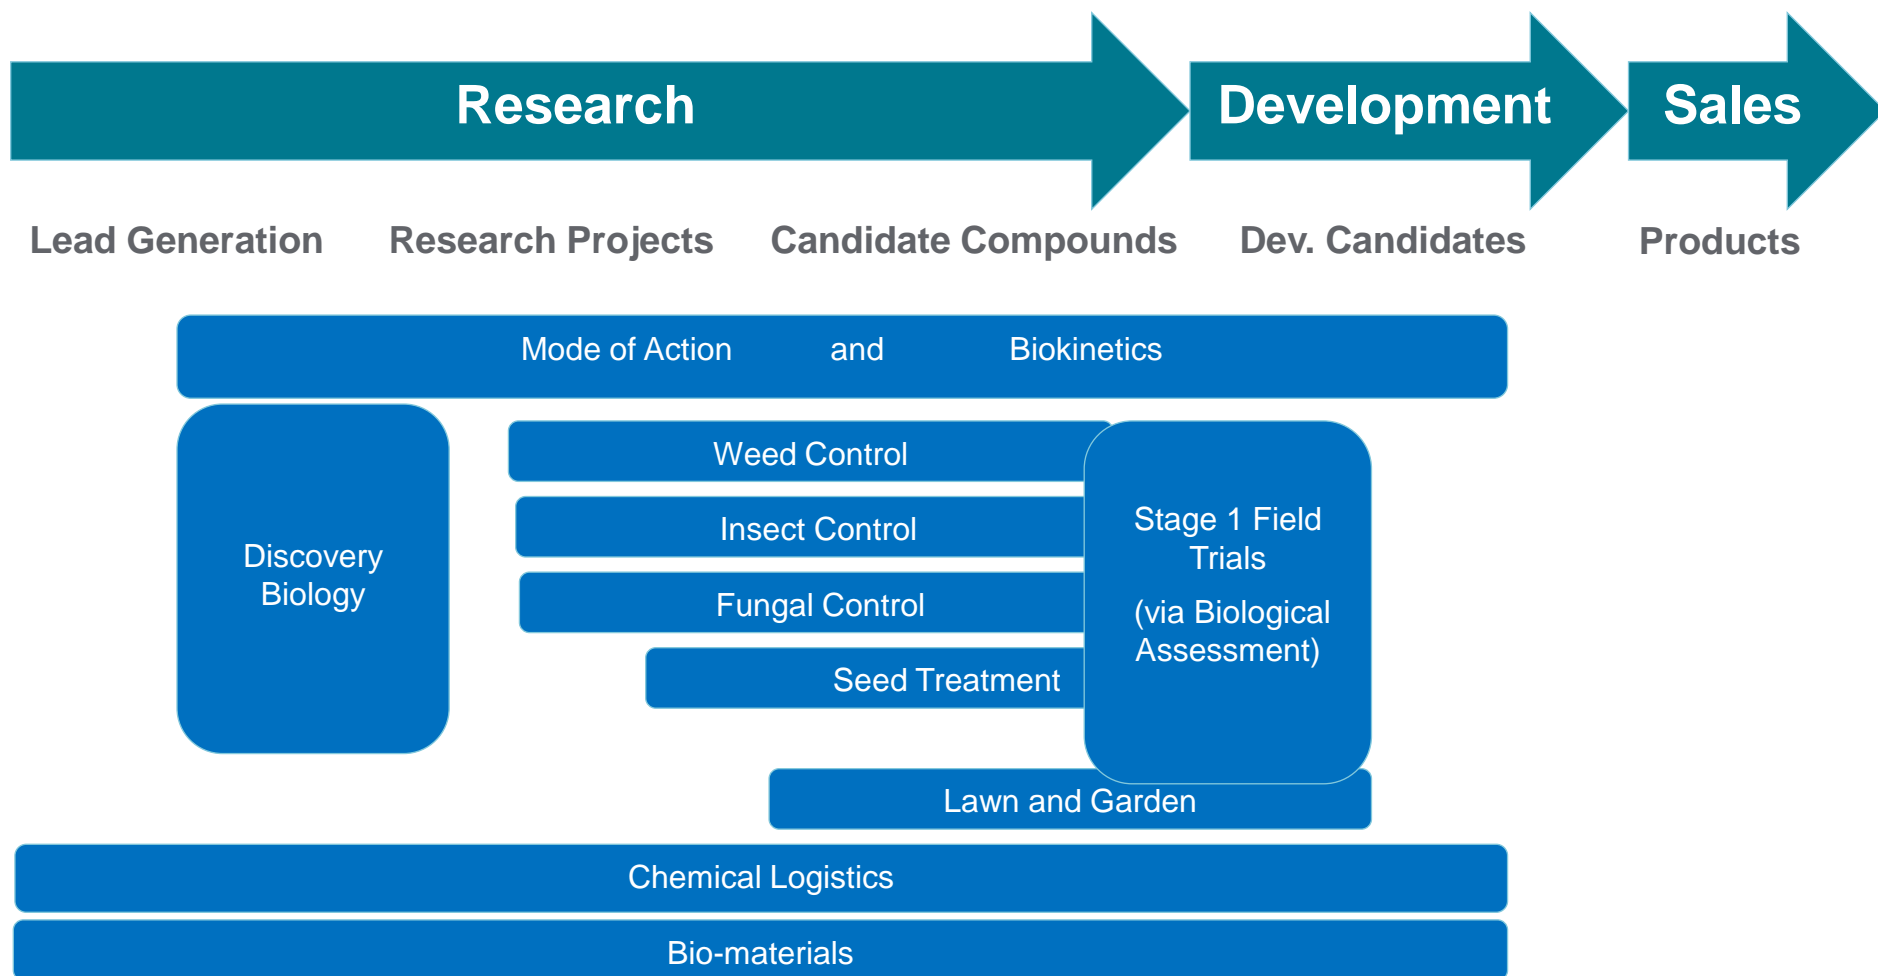 Research
Development
Sales
Lead Generation
Research Projects
Candidate Compounds
Dev. Candidates
Products
Mode of Action and Biokinetics
Discovery
Biology
Weed Control
Insect Control
Fungal Control
Seed Treatment
Stage 1 Field
Trials
(via Biological
Assessment)
Lawn and Garden
Chemical Logistics
Bio-materials